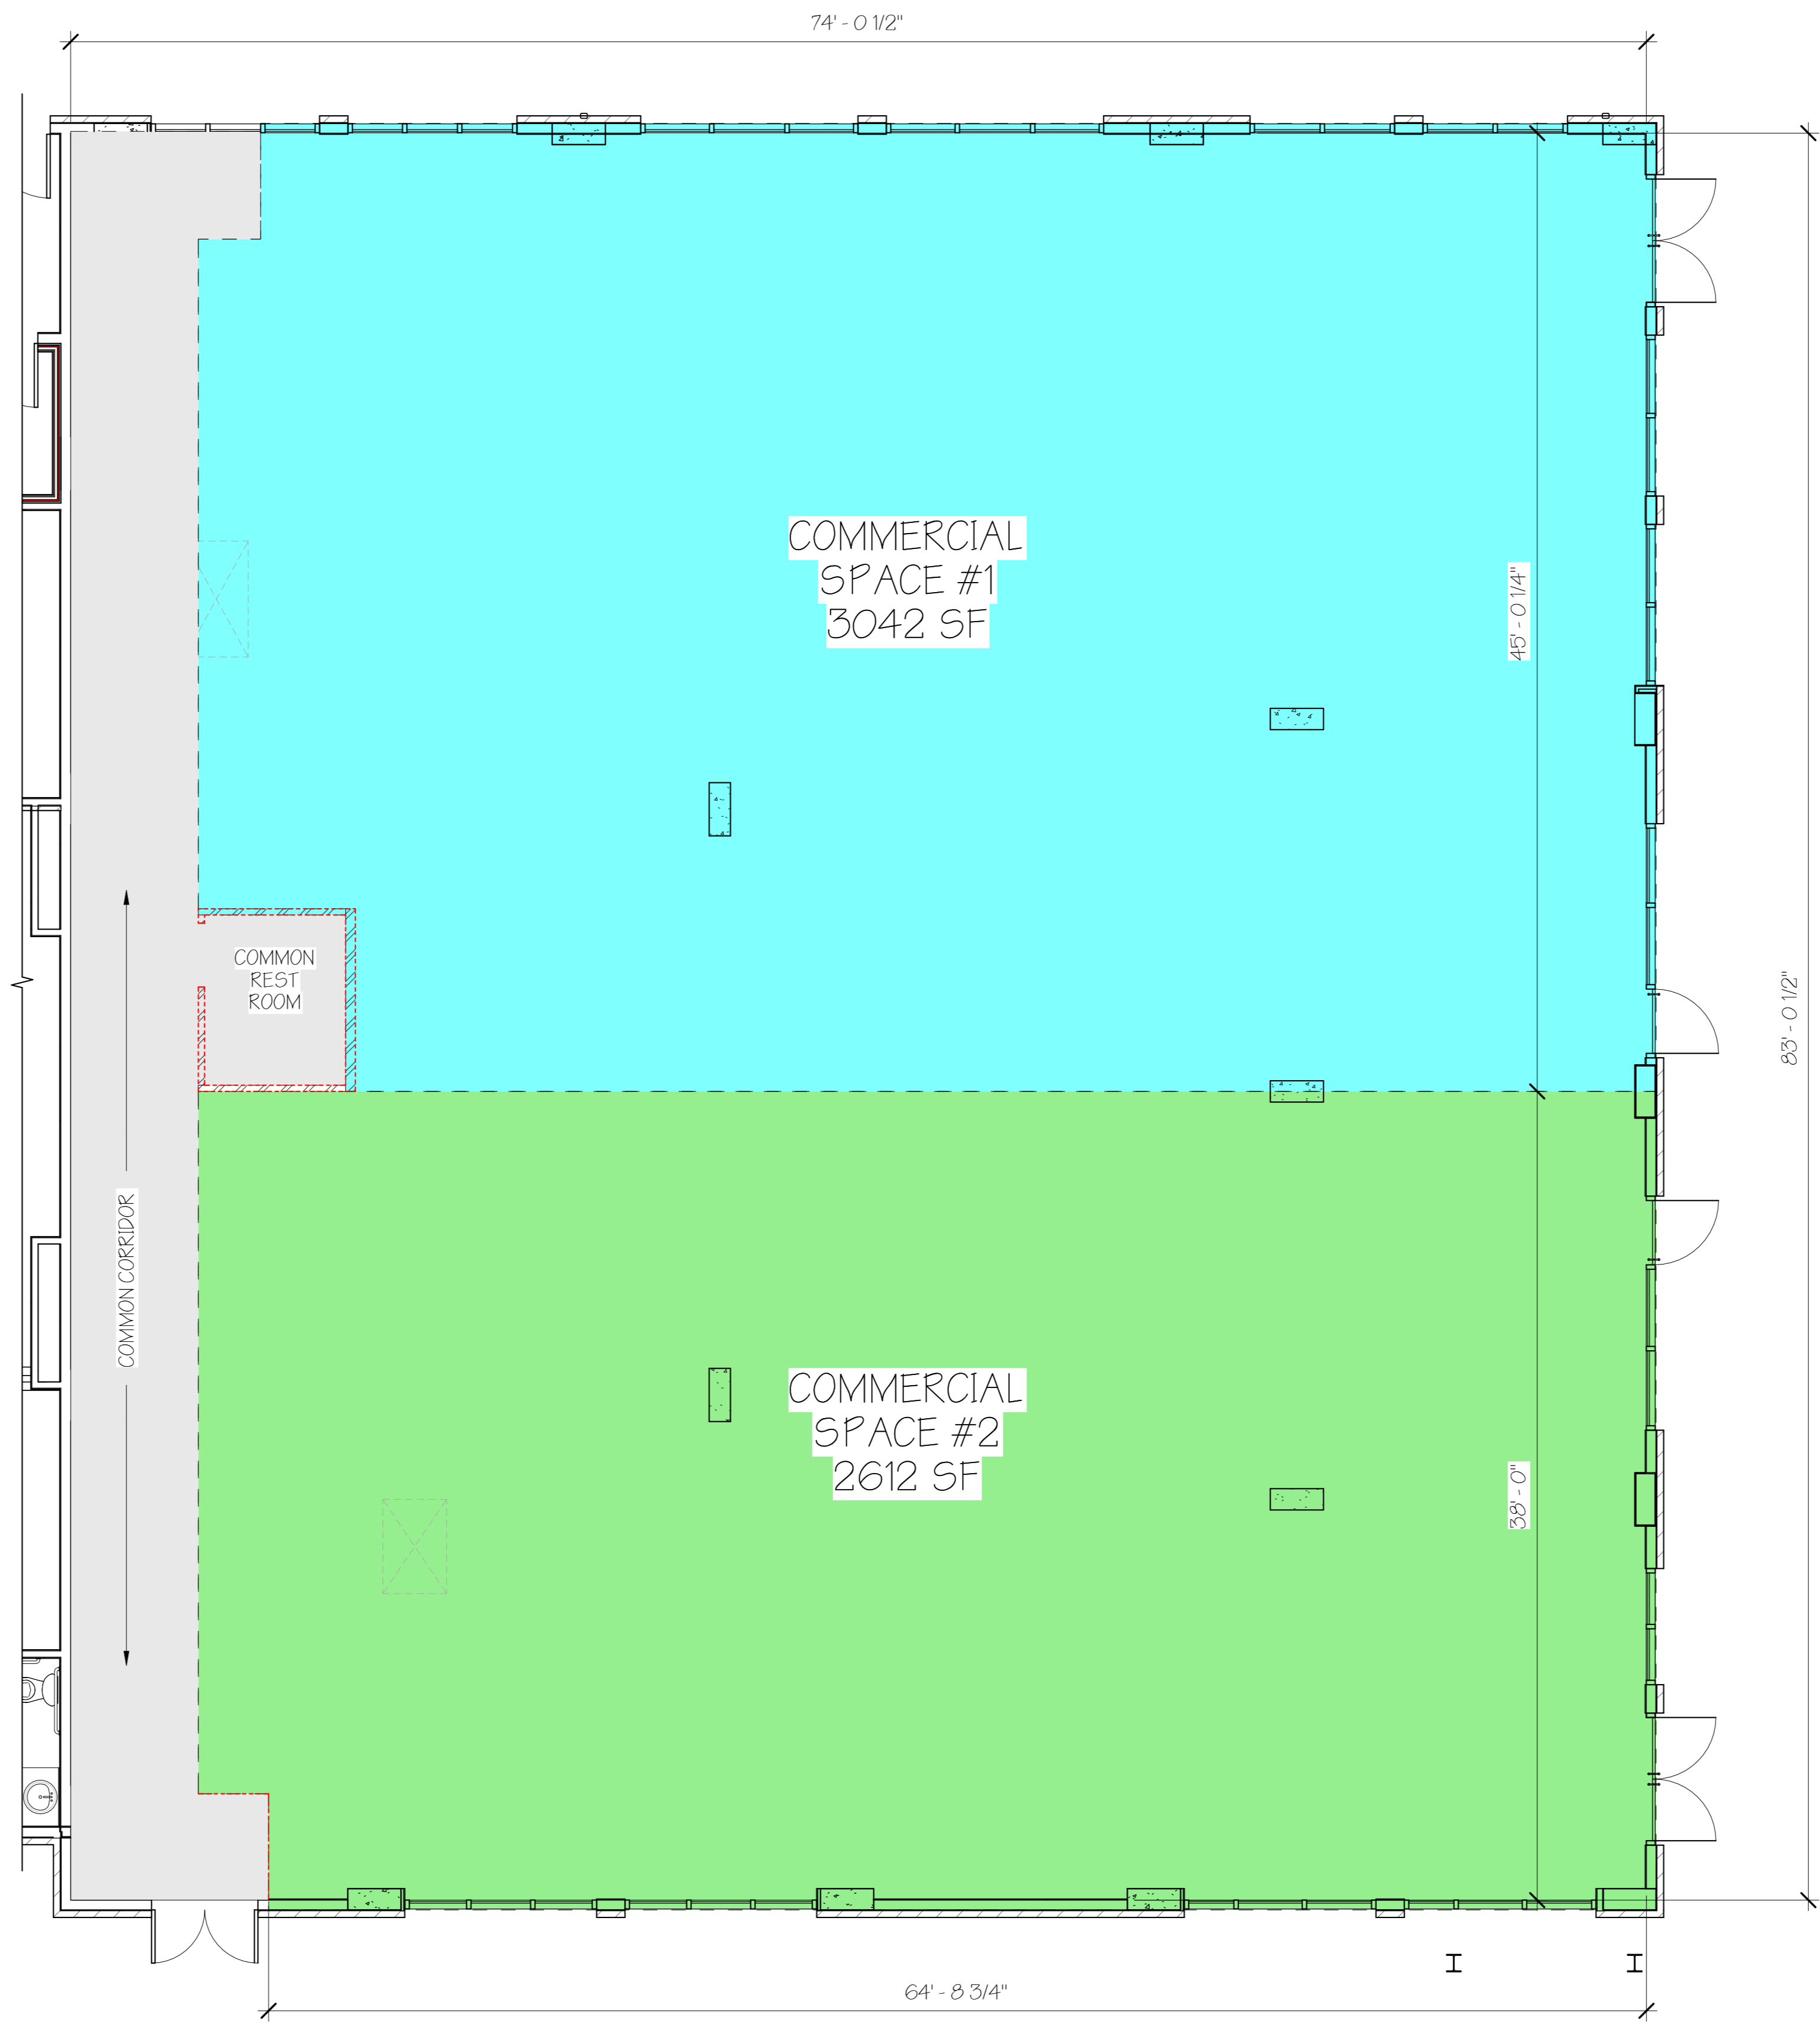 74' - 0 1/2"
COMMERCIAL
SPACE #1
3042 SF
45' - 0 1/4"
83' - 0 1/2"
COMMON
REST
ROOM
COMMON CORRIDOR
COMMERCIAL
SPACE #2
2612 SF
38' - 0"
64' - 8 3/4"